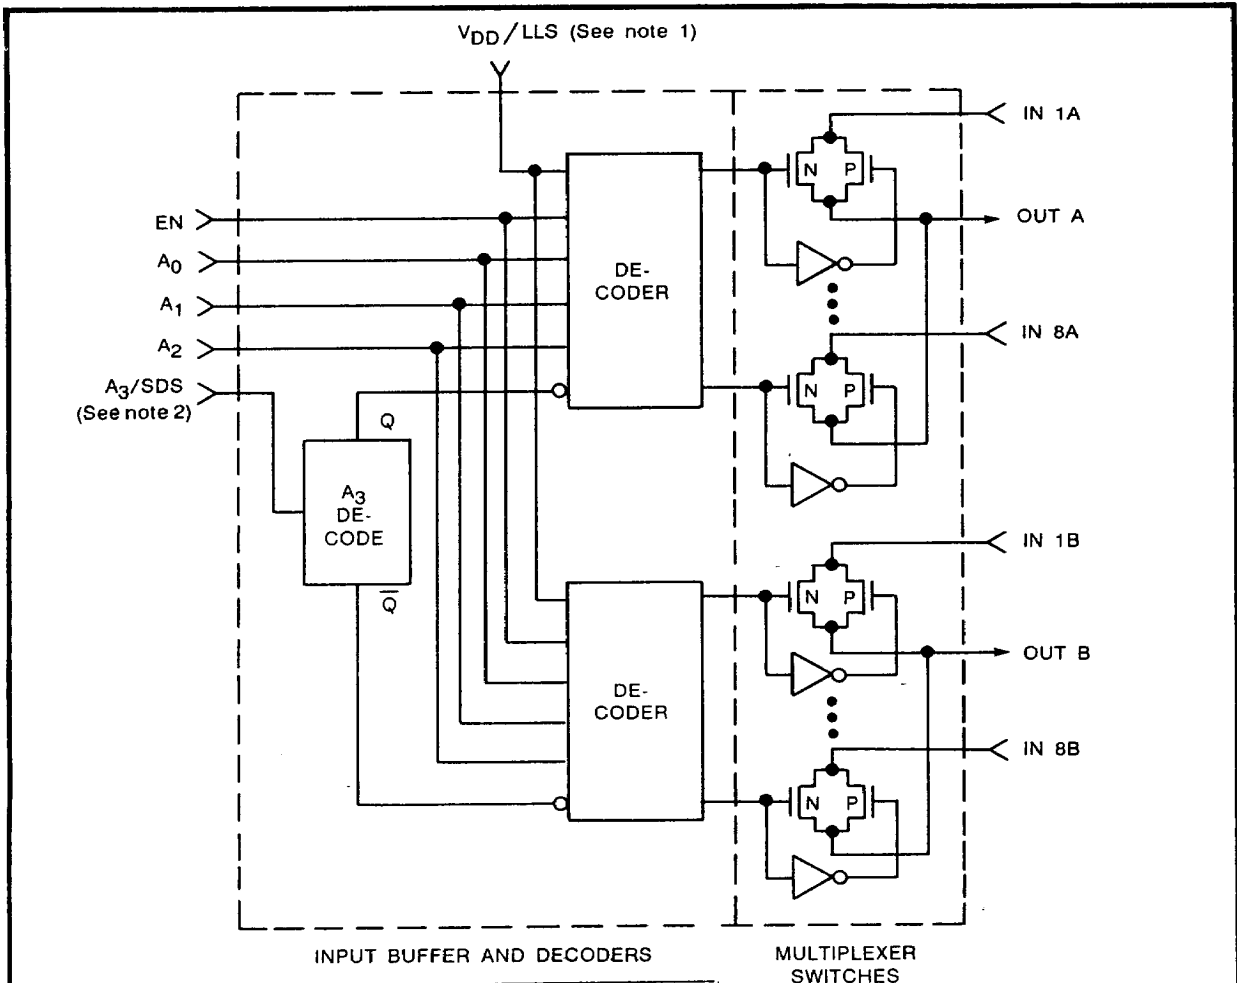 VDD/LLS (See note 1)
IN 1A
N P
EN
OUT A
A0
DE-
CODER
A1
IN 8A
A2
N P
A3/SDS
(See note 2)
Q
A3
DE-
CODE
IN 1B
N P
Q̅
OUT B
DE-
CODER
IN 8B
N P
INPUT BUFFER AND DECODERS
MULTIPLEXER
SWITCHES